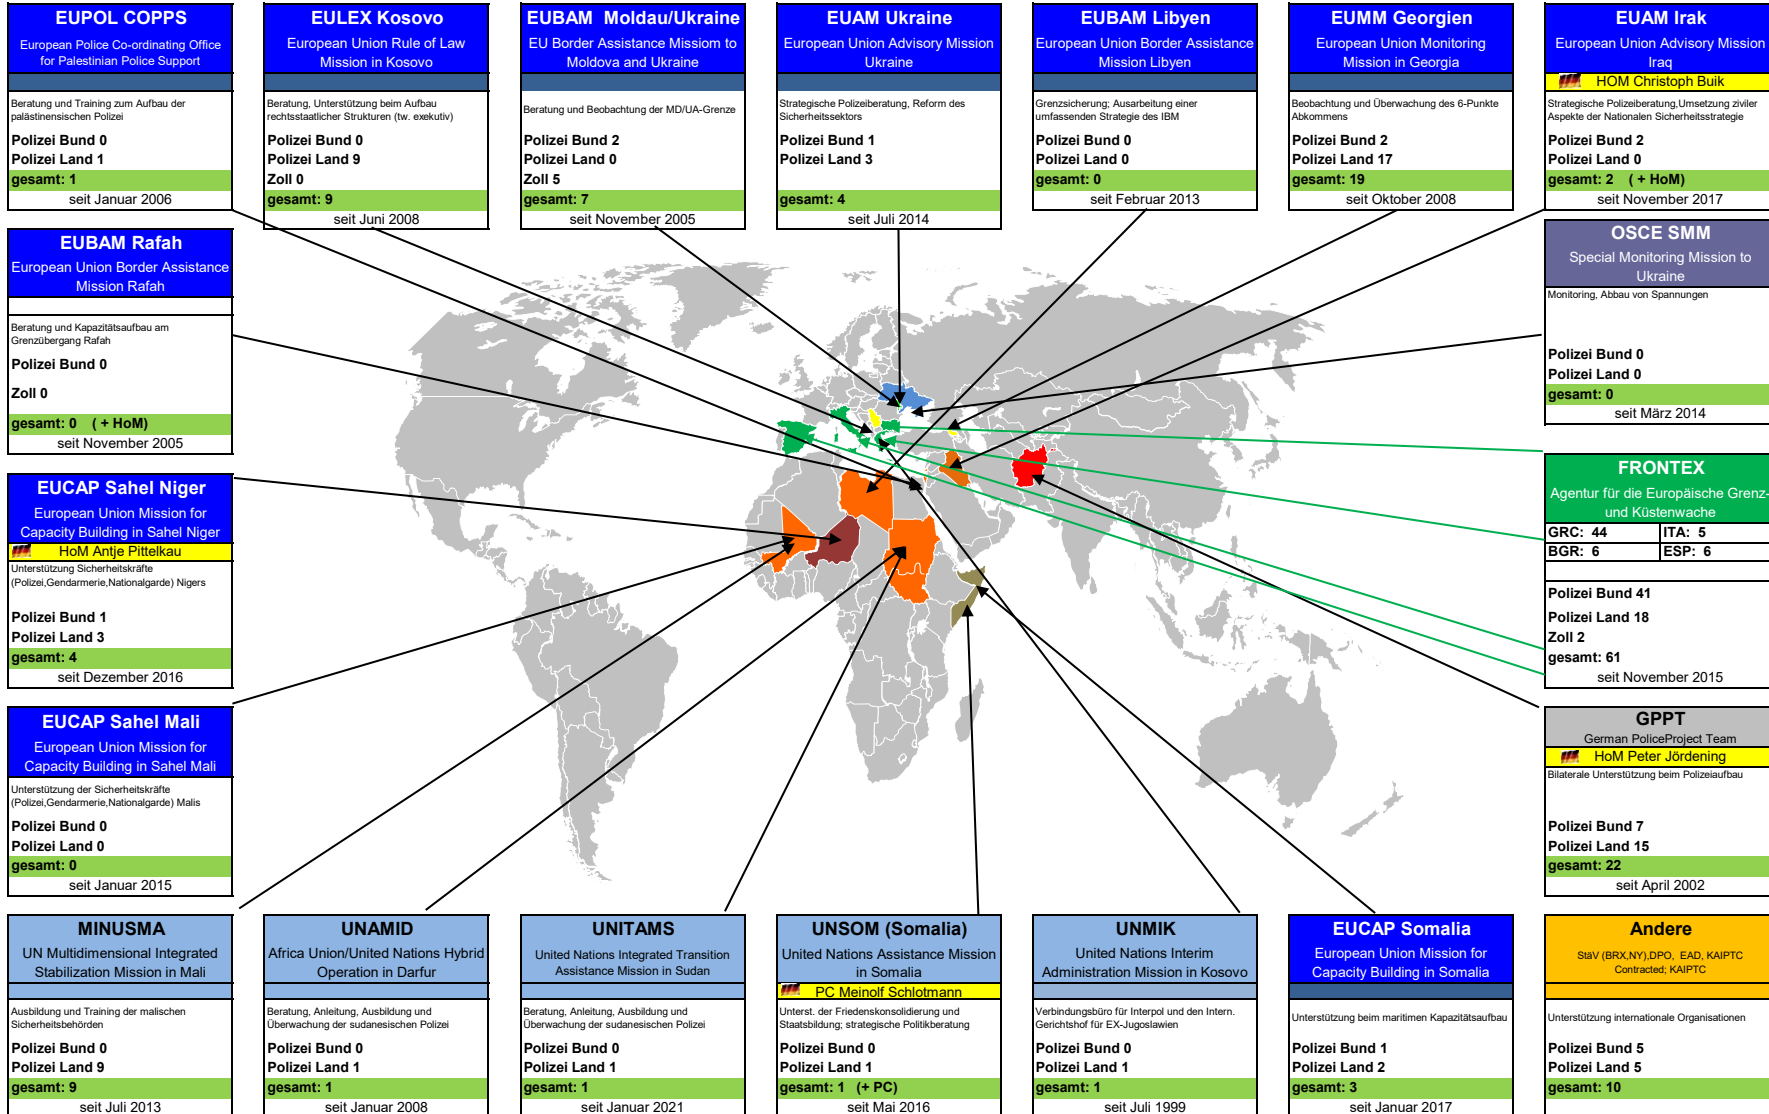 EUPOL COPPS
European Police Co-ordinating Office
for Palestinian Police Support
Beratung und Training zum Aufbau der
palästinensischen Polizei
Polizei Bund 0
Polizei Land 1
gesamt: 1
seit Januar 2006
EULEX Kosovo
European Union Rule of Law
Mission in Kosovo
Beratung, Unterstützung beim Aufbau
rechtsstaatlicher Strukturen (tw. exekutiv)
Polizei Bund 0
Polizei Land 9
Zoll 0
gesamt: 9
seit Juni 2008
EUBAM Moldau/Ukraine
EU Border Assistance Missiom to
Moldova and Ukraine
Beratung und Beobachtung der MD/UA-Grenze
Polizei Bund 2
Polizei Land 0
Zoll 5
gesamt: 7
seit November 2005
EUAM Ukraine
European Union Advisory Mission
Ukraine
Strategische Polizeiberatung, Reform des
Sicherheitssektors
Polizei Bund 1
Polizei Land 3
gesamt: 4
seit Juli 2014
EUBAM Libyen
European Union Border Assistance
Mission Libyen
Grenzsicherung; Ausarbeitung einer
umfassenden Strategie des IBM
Polizei Bund 0
Polizei Land 0
gesamt: 0
seit Februar 2013
EUMM Georgien
European Union Monitoring
Mission in Georgia
Beobachtung und Überwachung des 6-Punkte
Abkommens
Polizei Bund 2
Polizei Land 17
gesamt: 19
seit Oktober 2008
EUAM Irak
European Union Advisory Mission
Iraq
HOM Christoph Buik
Strategische Polizeiberatung,Umsetzung ziviler
Aspekte der Nationalen Sicherheitsstrategie
Polizei Bund 2
Polizei Land 0
gesamt: 2 ( + HoM)
seit November 2017
EUBAM Rafah
European Union Border Assistance
Mission Rafah
Beratung und Kapazitätsaufbau am
Grenzübergang Rafah
Polizei Bund 0
Zoll 0
gesamt: 0 ( + HoM)
seit November 2005
OSCE SMM
Special Monitoring Mission to
Ukraine
Monitoring, Abbau von Spannungen
Polizei Bund 0
Polizei Land 0
gesamt: 0
seit März 2014
EUCAP Sahel Niger
European Union Mission for
Capacity Building in Sahel Niger
HoM Antje Pittelkau
Unterstützung Sicherheitskräfte
(Polizei,Gendarmerie,Nationalgarde) Nigers
Polizei Bund 1
Polizei Land 3
gesamt: 4
seit Dezember 2016
FRONTEX
Agentur für die Europäische Grenz-
und Küstenwache
GRC: 44 ITA: 5
BGR: 6 ESP: 6
Polizei Bund 41
Polizei Land 18
Zoll 2
gesamt: 61
seit November 2015
EUCAP Sahel Mali
European Union Mission for
Capacity Building in Sahel Mali
Unterstützung der Sicherheitskräfte
(Polizei,Gendarmerie,Nationalgarde) Malis
Polizei Bund 0
Polizei Land 0
gesamt: 0
seit Januar 2015
GPPT
German PoliceProject Team
HoM Peter Jördening
Bilaterale Unterstützung beim Polizeiaufbau
Polizei Bund 7
Polizei Land 15
gesamt: 22
seit April 2002
MINUSMA
UN Multidimensional Integrated
Stabilization Mission in Mali
Ausbildung und Training der malischen
Sicherheitsbehörden
Polizei Bund 0
Polizei Land 9
gesamt: 9
seit Juli 2013
UNAMID
Africa Union/United Nations Hybrid
Operation in Darfur
Beratung, Anleitung, Ausbildung und
Überwachung der sudanesischen Polizei
Polizei Bund 0
Polizei Land 1
gesamt: 1
seit Januar 2008
UNITAMS
United Nations Integrated Transition
Assistance Mission in Sudan
Beratung, Anleitung, Ausbildung und
Überwachung der sudanesischen Polizei
Polizei Bund 0
Polizei Land 1
gesamt: 1
seit Januar 2021
UNSOM (Somalia)
United Nations Assistance Mission
in Somalia
PC Meinolf Schlotmann
Unterst. der Friedenskonsolidierung und
Staatsbildung; strategische Politikberatung
Polizei Bund 0
Polizei Land 1
gesamt: 1 (+ PC)
seit Mai 2016
UNMIK
United Nations Interim
Administration Mission in Kosovo
Verbindungsbüro für Interpol und den Intern.
Gerichtshof für EX-Jugoslawien
Polizei Bund 0
Polizei Land 1
gesamt: 1
seit Juli 1999
EUCAP Somalia
European Union Mission for
Capacity Building in Somalia
Unterstützung beim maritimen Kapazitätsaufbau
Polizei Bund 1
Polizei Land 2
gesamt: 3
seit Januar 2017
Andere
StäV (BRX,NY),DPO, EAD, KAIPTC
Contracted; KAIPTC
Unterstützung internationale Organisationen
Polizei Bund 5
Polizei Land 5
gesamt: 10